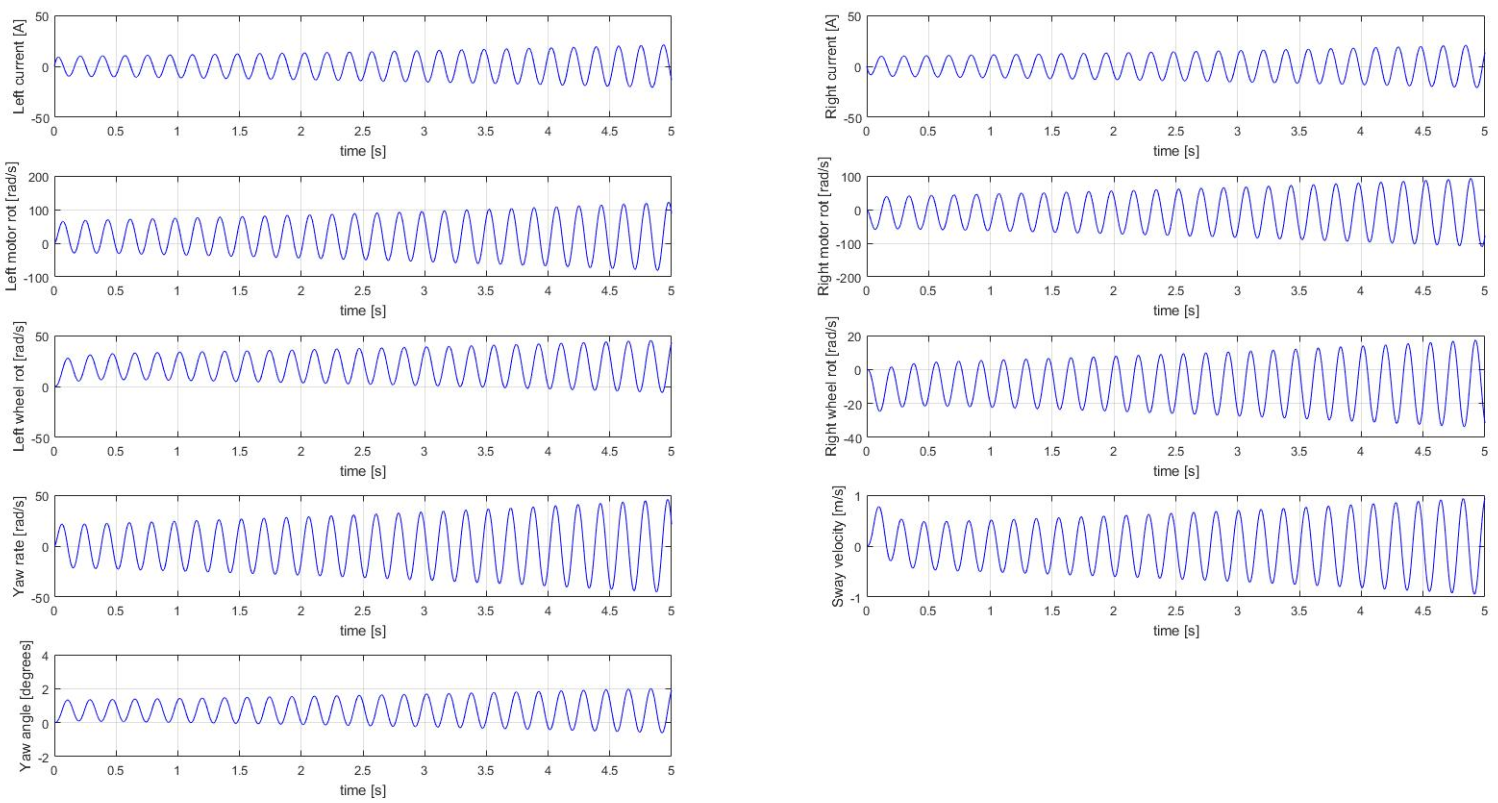 Left current [A]
50
0
-50
0 0.5 1 1.5 2 2.5 3 3.5 4 4.5 5
time [s]
Right current [A]
50
0
-50
0 0.5 1 1.5 2 2.5 3 3.5 4 4.5 5
time [s]
Left motor rot [rad/s]
200
100
0
-100
0 0.5 1 1.5 2 2.5 3 3.5 4 4.5 5
time [s]
Right motor rot [rad/s]
100
0
-100
-200
0 0.5 1 1.5 2 2.5 3 3.5 4 4.5 5
time [s]
Left wheel rot [rad/s]
50
0
-50
0 0.5 1 1.5 2 2.5 3 3.5 4 4.5 5
time [s]
Right wheel rot [rad/s]
20
0
-20
-40
0 0.5 1 1.5 2 2.5 3 3.5 4 4.5 5
time [s]
Yaw rate [rad/s]
50
0
-50
0 0.5 1 1.5 2 2.5 3 3.5 4 4.5 5
time [s]
Sway velocity [m/s]
1
0
-1
0 0.5 1 1.5 2 2.5 3 3.5 4 4.5 5
time [s]
Yaw angle [degrees]
4
2
0
-2
0 0.5 1 1.5 2 2.5 3 3.5 4 4.5 5
time [s]